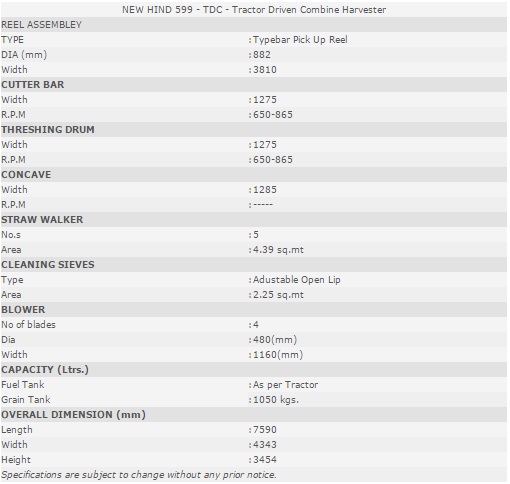 NEW HIND 599 - TDC - Tractor Driven Combine Harvester
REEL ASSEMBLEY
TYPE :Typebar Pick Up Reel
DIA (mm) :882
Width :3810
CUTTER BAR
Width :1275
R.P.M :650-865
THRESHING DRUM
Width :1275
R.P.M :650-865
CONCAVE
Width :1285
R.P.M :-----
STRAW WALKER
No.s :5
Area :4.39 sq.mt
CLEANING SIEVES
Type :Adustable Open Lip
Area :2.25 sq.mt
BLOWER
No of blades :4
Dia :480(mm)
Width :1160(mm)
CAPACITY (Ltrs.)
Fuel Tank :As per Tractor
Grain Tank :1050 kgs.
OVERALL DIMENSION (mm)
Length :7590
Width :4343
Height :3454
Specifications are subject to change without any prior notice.